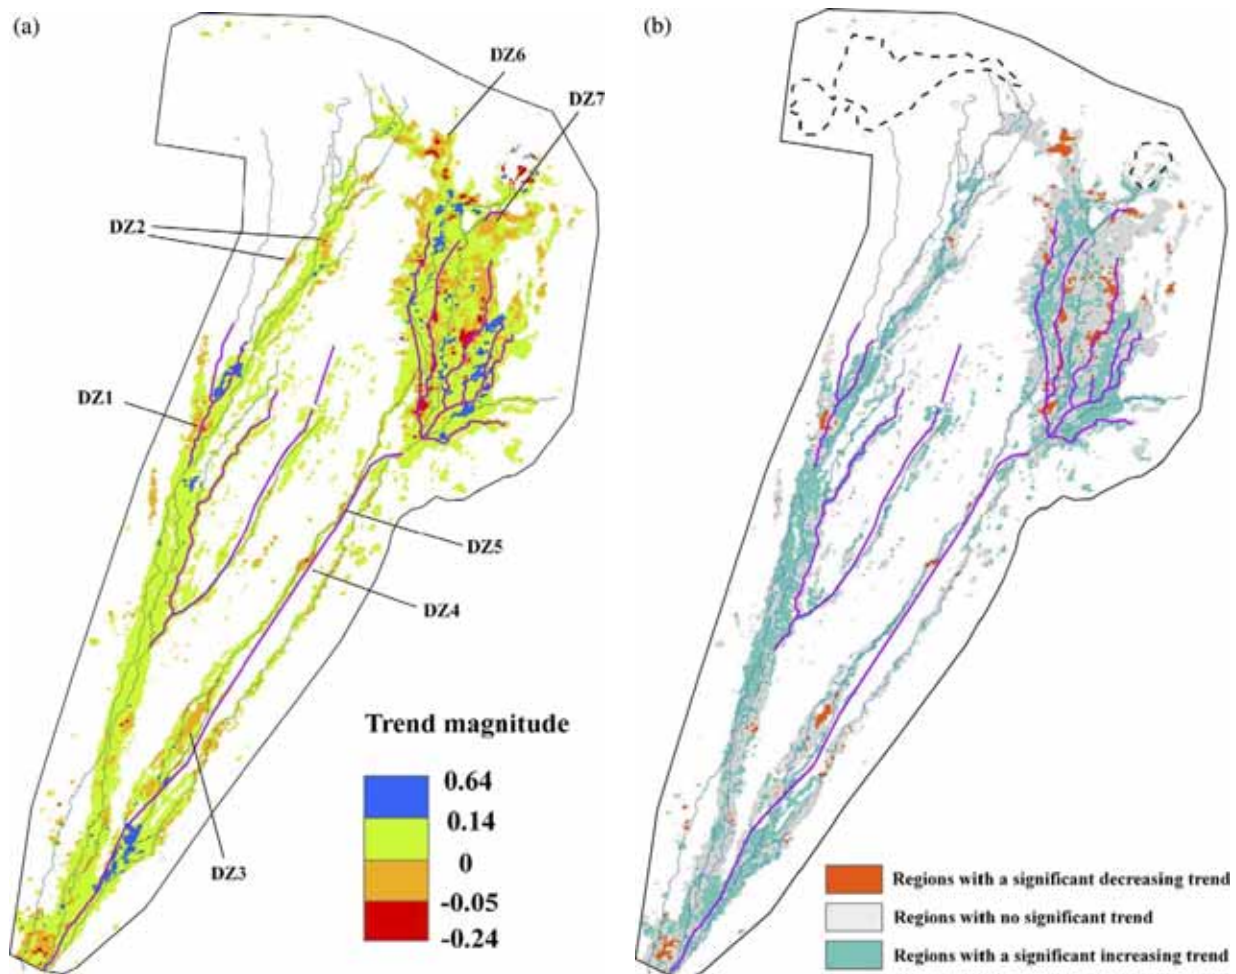 (a)
(b)
DZ6
DZ7
DZ2
DZ1
DZ5
DZ4
DZ3
Trend magnitude
0.64
0.14
0
-0.05
-0.24
Regions with a significant decreasing trend
Regions with no significant trend
Regions with a significant increasing trend